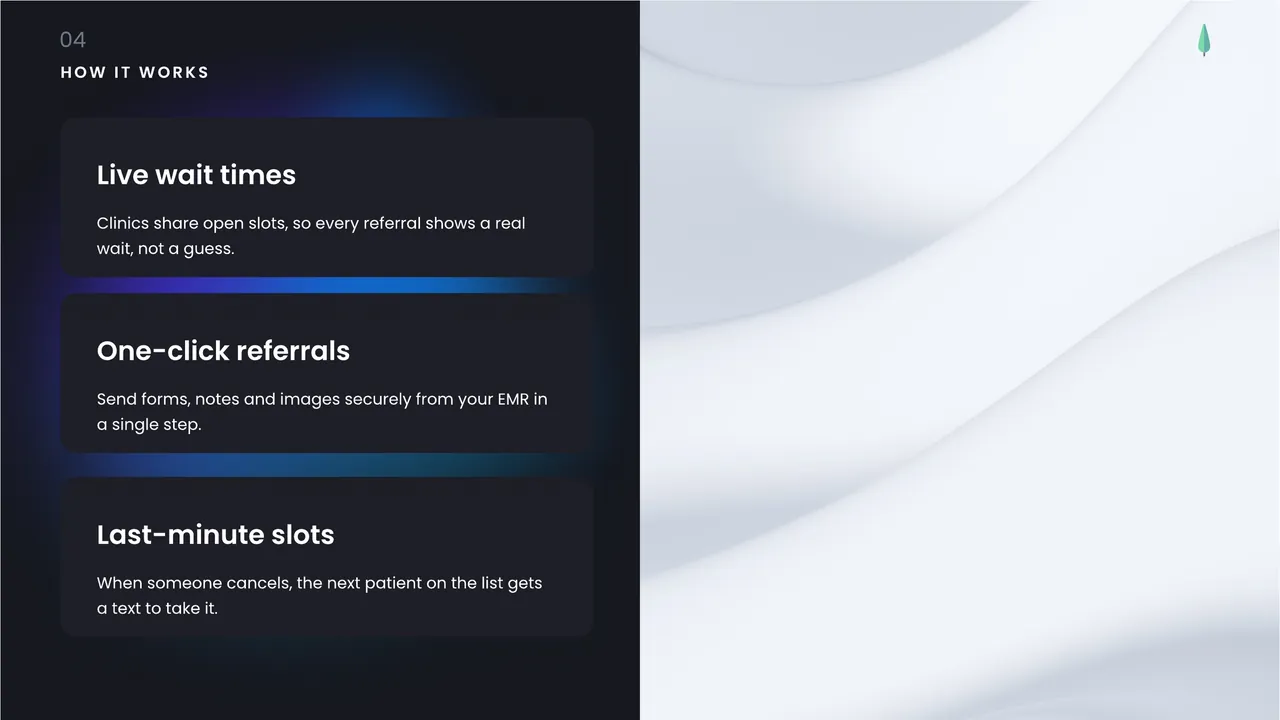 04
HOW IT WORKS
Live wait times
Clinics share open slots, so every referral shows a real
wait, not a guess.
One-click referrals
Send forms, notes and images securely from your EMR in
a single step.
Last-minute slots
When someone cancels, the next patient on the list gets
a text to take it.